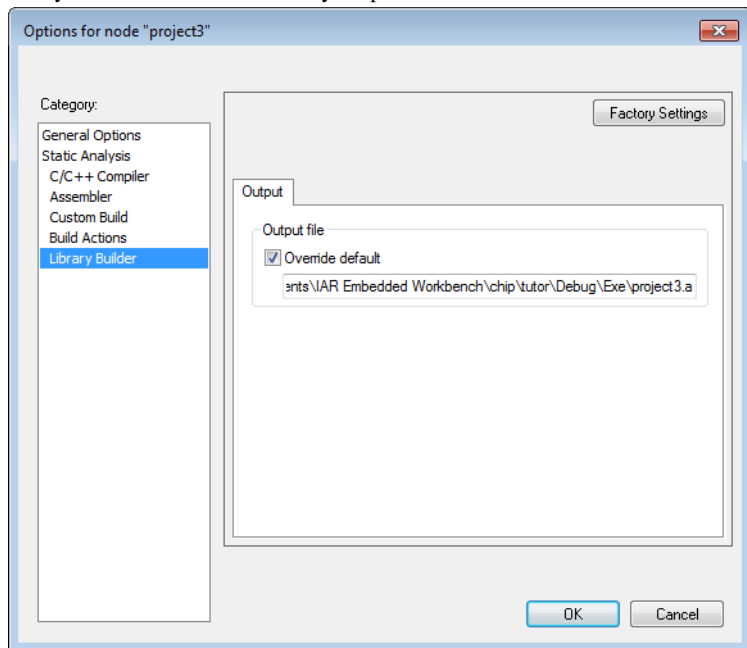 Options for node "project3"
Category:
Factory Settings
General Options
Static Analysis
C/C++ Compiler
Assembler
Custom Build
Build Actions
Library Builder
Output
Output file
Override default
ents\IAR Embedded Workbench\chip\tutor\Debug\Exe\project3.a
OK
Cancel